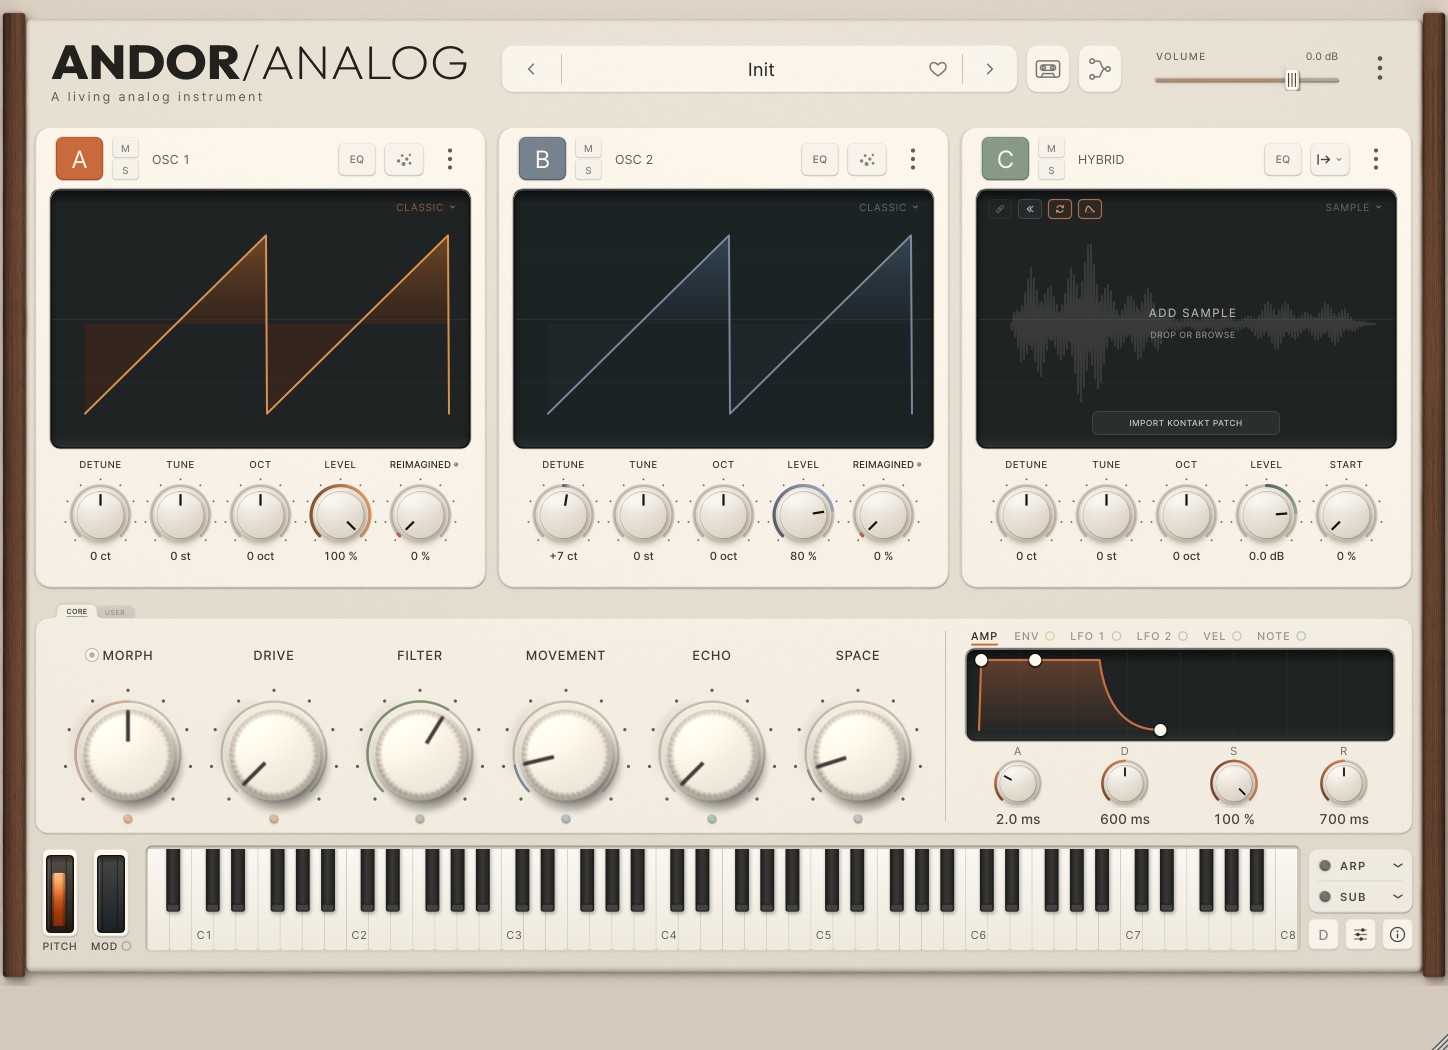 ANDOR/ANALOG
A living analog instrument
Init
VOLUME 0.0 dB
A M S OSC 1 EQ
CLASSIC
DETUNE TUNE OCT LEVEL REIMAGINED
0 ct 0 st 0 oct 100 % 0 %
B M S OSC 2 EQ
CLASSIC
DETUNE TUNE OCT LEVEL REIMAGINED
+7 ct 0 st 0 oct 80 % 0 %
C M S HYBRID EQ
SAMPLE
ADD SAMPLE
DROP OR BROWSE
IMPORT KONTAKT PATCH
DETUNE TUNE OCT LEVEL START
0 ct 0 st 0 oct 0.0 dB 0 %
CORE USER
MORPH DRIVE FILTER MOVEMENT ECHO SPACE
AMP ENV LFO 1 LFO 2 VEL NOTE
A D S R
2.0 ms 600 ms 100 % 700 ms
PITCH MOD
C1 C2 C3 C4 C5 C6 C7 C8
ARP
SUB
D